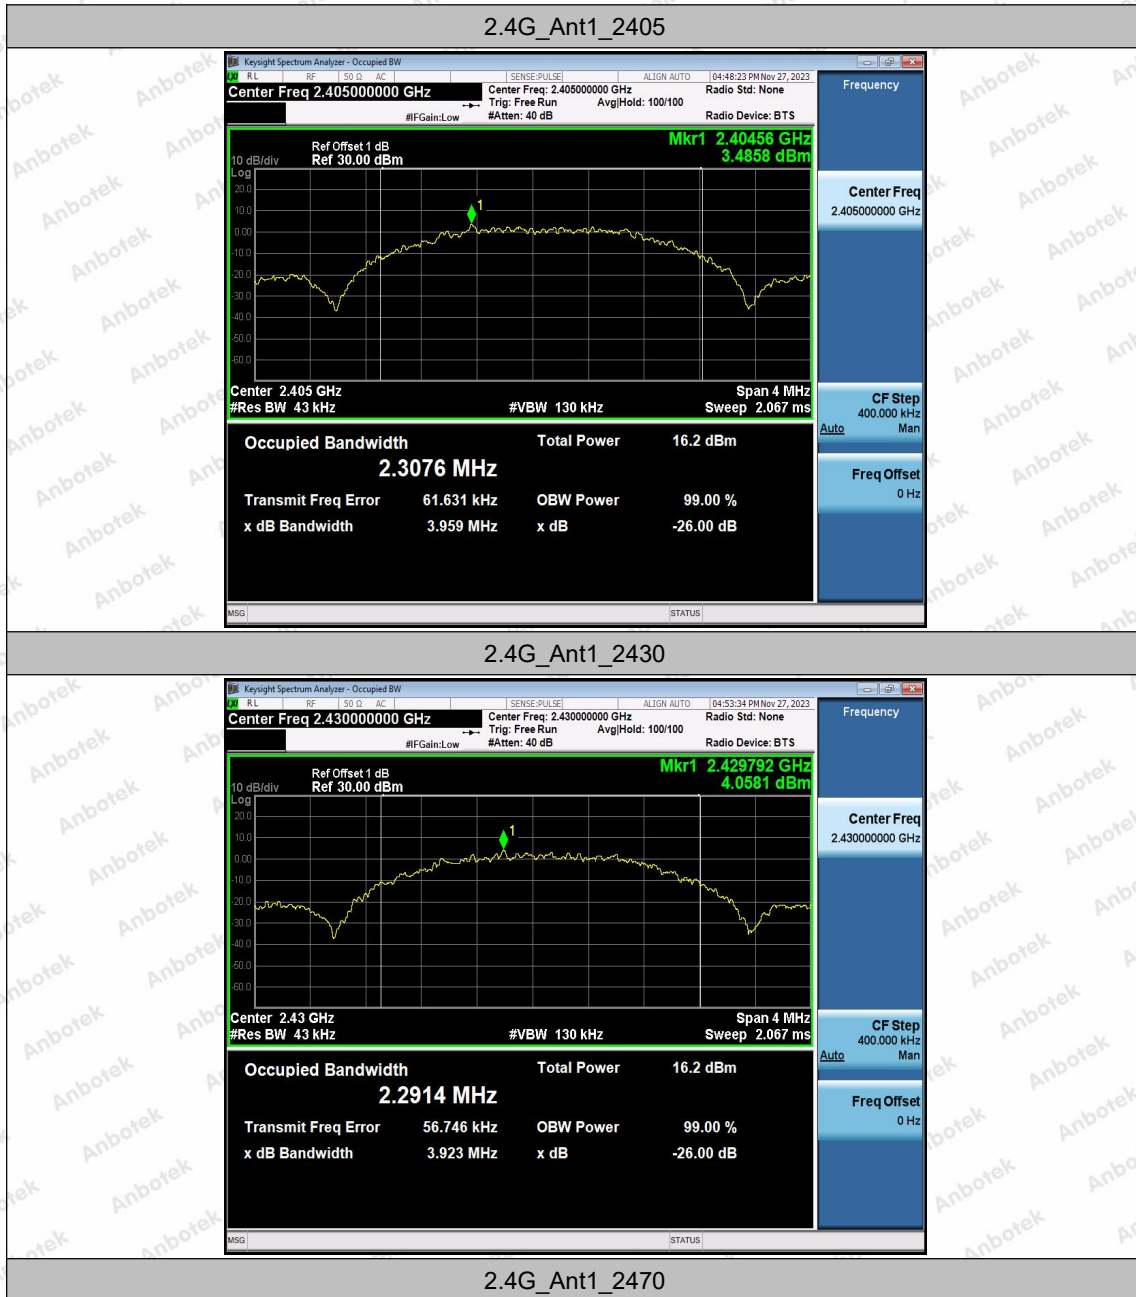 2.4G_Ant1_2405
Keysight Spectrum Analyzer - Occupied BW
RL RF 50 Ω AC SENSE:PULSE ALIGN AUTO 04:48:23 PM Nov 27, 2023
Center Freq 2.405000000 GHz
Center Freq: 2.405000000 GHz Radio Std: None
Trig: Free Run Avg|Hold: 100/100
#IFGain:Low #Atten: 40 dB Radio Device: BTS
Frequency
Mkr1 2.40456 GHz
3.4858 dBm
Ref Offset 1 dB
10 dB/div Ref 30.00 dBm
Log
20.0
10.0
0.00
-10.0
-20.0
-30.0
-40.0
-50.0
-60.0
1
Center 2.405 GHz Span 4 MHz
#Res BW 43 kHz #VBW 130 kHz Sweep 2.067 ms
Center Freq
2.405000000 GHz
CF Step
400.000 kHz
Auto Man
Freq Offset
0 Hz
Occupied Bandwidth Total Power 16.2 dBm
2.3076 MHz
Transmit Freq Error 61.631 kHz OBW Power 99.00 %
x dB Bandwidth 3.959 MHz x dB -26.00 dB
MSG STATUS
2.4G_Ant1_2430
Keysight Spectrum Analyzer - Occupied BW
RL RF 50 Ω AC SENSE:PULSE ALIGN AUTO 04:53:34 PM Nov 27, 2023
Center Freq 2.430000000 GHz
Center Freq: 2.430000000 GHz Radio Std: None
Trig: Free Run Avg|Hold: 100/100
#IFGain:Low #Atten: 40 dB Radio Device: BTS
Frequency
Mkr1 2.429792 GHz
4.0581 dBm
Ref Offset 1 dB
10 dB/div Ref 30.00 dBm
Log
20.0
10.0
0.00
-10.0
-20.0
-30.0
-40.0
-50.0
-60.0
1
Center 2.43 GHz Span 4 MHz
#Res BW 43 kHz #VBW 130 kHz Sweep 2.067 ms
Center Freq
2.430000000 GHz
CF Step
400.000 kHz
Auto Man
Freq Offset
0 Hz
Occupied Bandwidth Total Power 16.2 dBm
2.2914 MHz
Transmit Freq Error 56.746 kHz OBW Power 99.00 %
x dB Bandwidth 3.923 MHz x dB -26.00 dB
MSG STATUS
2.4G_Ant1_2470